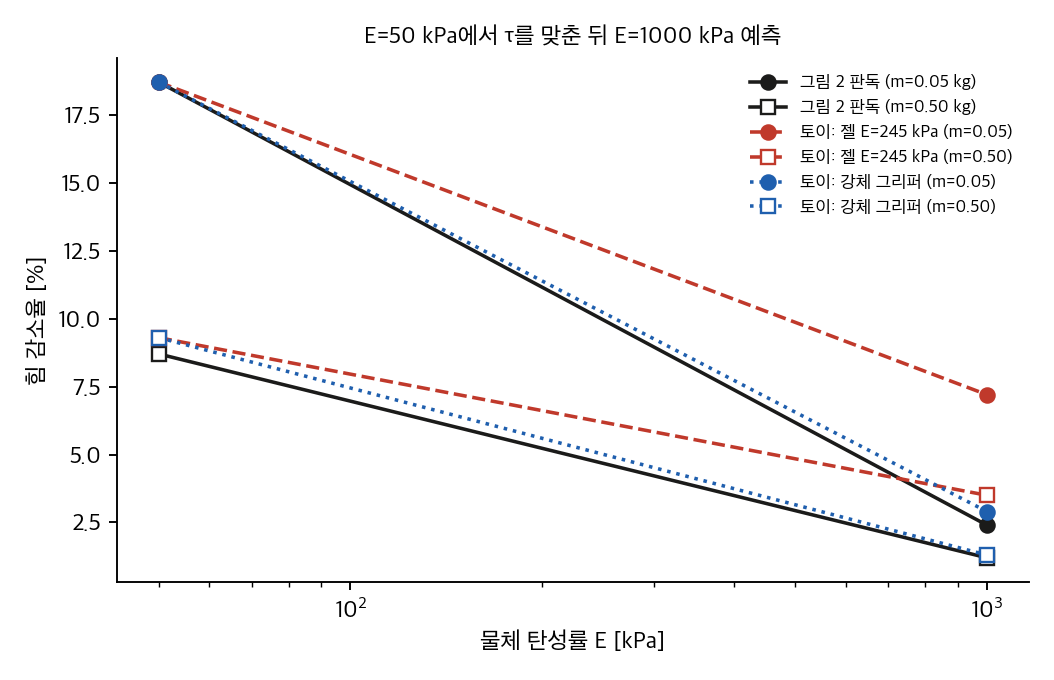 E=50 kPa에서 τ를 맞춘 뒤 E=1000 kPa 예측
그림 2 판독 (m=0.05 kg)
그림 2 판독 (m=0.50 kg)
토이: 젤 E=245 kPa (m=0.05)
토이: 젤 E=245 kPa (m=0.50)
토이: 강체 그리퍼 (m=0.05)
토이: 강체 그리퍼 (m=0.50)
힘 감소율 [%]
17.5
15.0
12.5
10.0
7.5
5.0
2.5
10²
10³
물체 탄성률 E [kPa]